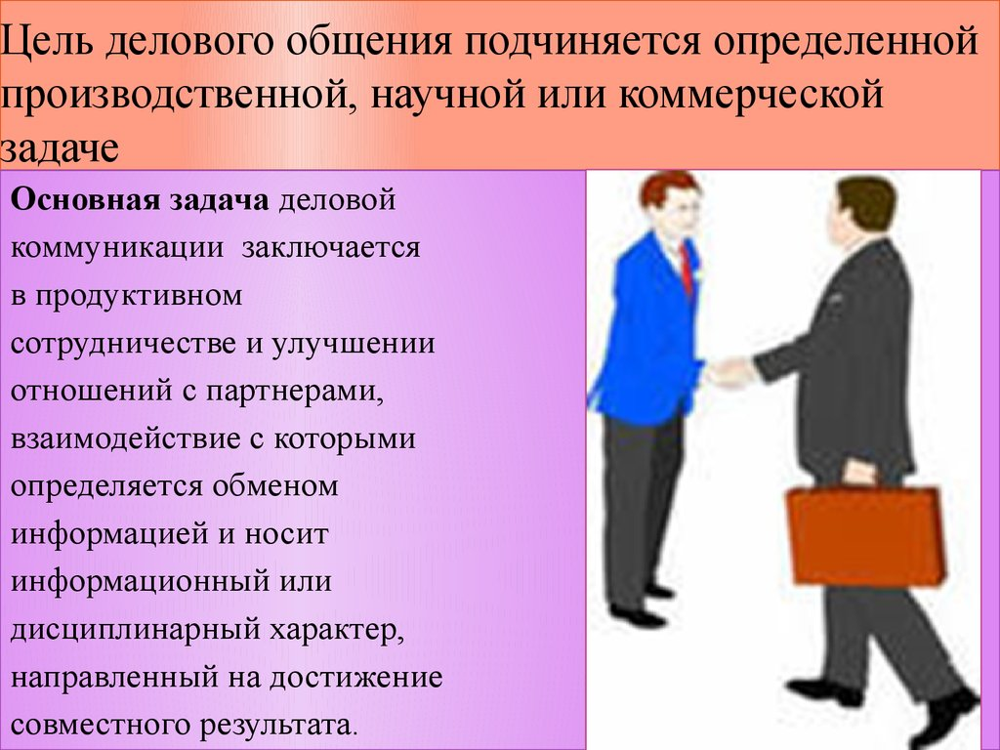 Цель делового общения подчиняется определенной
производственной, научной или коммерческой
задаче
Основная задача деловой
коммуникации заключается
в продуктивном
сотрудничестве и улучшении
отношений с партнерами,
взаимодействие с которыми
определяется обменом
информацией и носит
информационный или
дисциплинарный характер,
направленный на достижение
совместного результата.